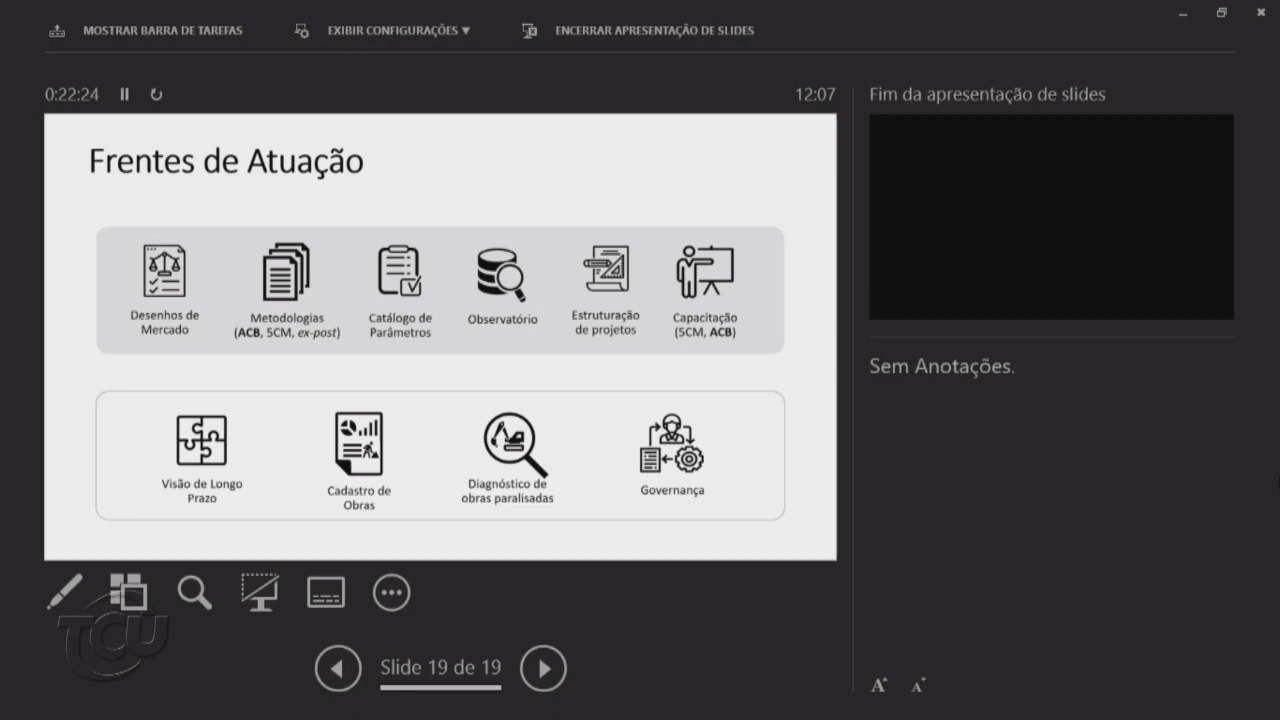 MOSTRAR BARRA DE TAREFAS
EXIBIR CONFIGURAÇÕES ▼
ENCERRAR APRESENTAÇÃO DE SLIDES
0:22:24
12:07
Frentes de Atuação
Desenhos de
Mercado
Metodologias
(ACB, 5CM, ex-post)
Catálogo de
Parâmetros
Observatório
Estruturação
de projetos
Capacitação
(5CM, ACB)
Visão de Longo
Prazo
Cadastro de
Obras
Diagnóstico de
obras paralisadas
Governança
TCU
Slide 19 de 19
Fim da apresentação de slides
Sem Anotações.
A A